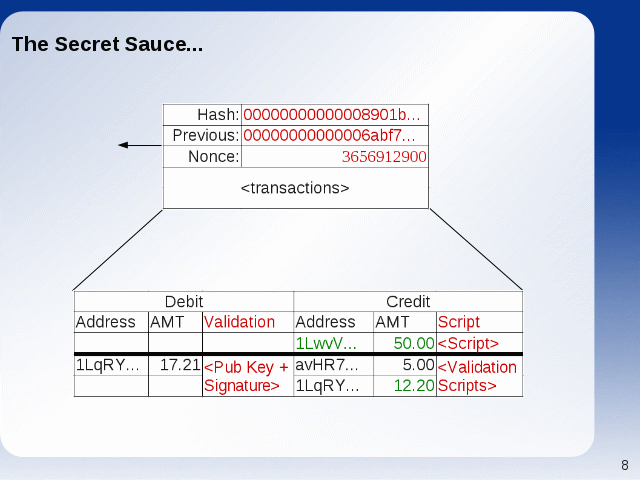 The Secret Sauce...
Hash: 00000000000008901b...
Previous: 00000000000006abf7...
Nonce: 3656912900
<transactions>
Debit Credit
Address AMT Validation Address AMT Script
1LwvV... 50.00 <Script>
1LqRY... 17.21 <Pub Key + Signature> avHR7... 5.00 <Validation Scripts>
1LqRY... 12.20
8